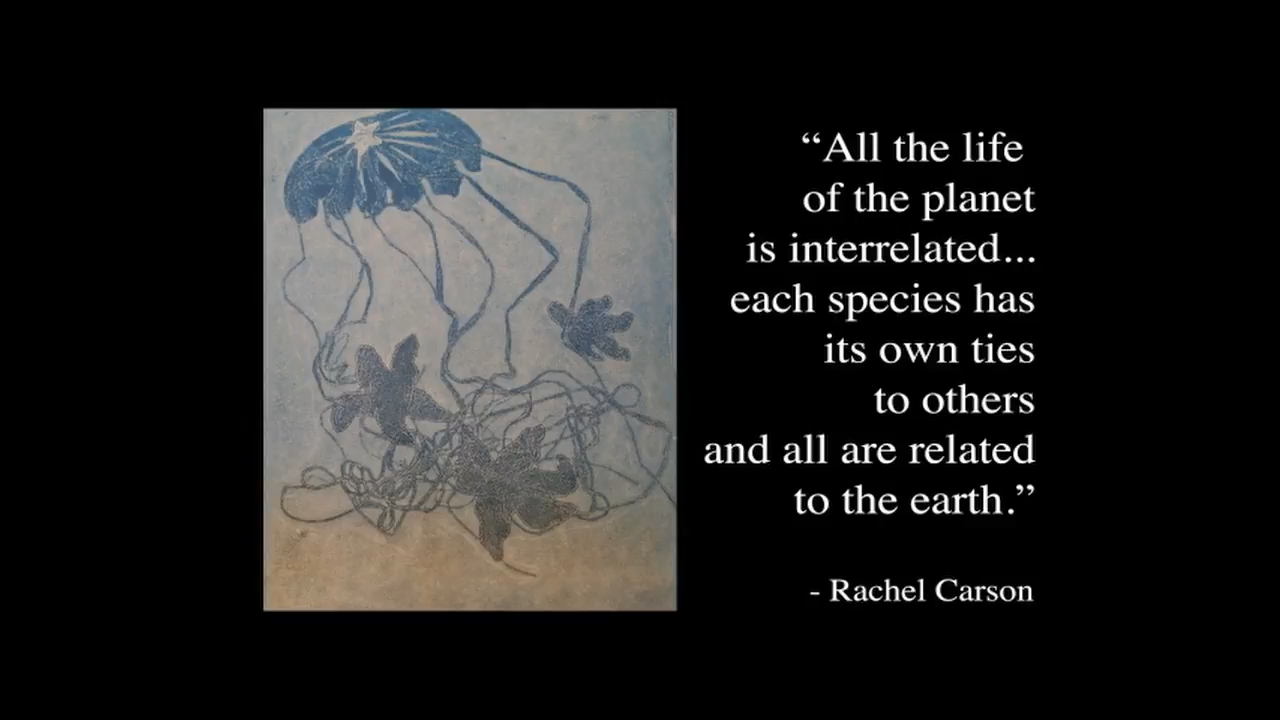 “All the life
of the planet
is interrelated...
each species has
its own ties
to others
and all are related
to the earth.”
- Rachel Carson